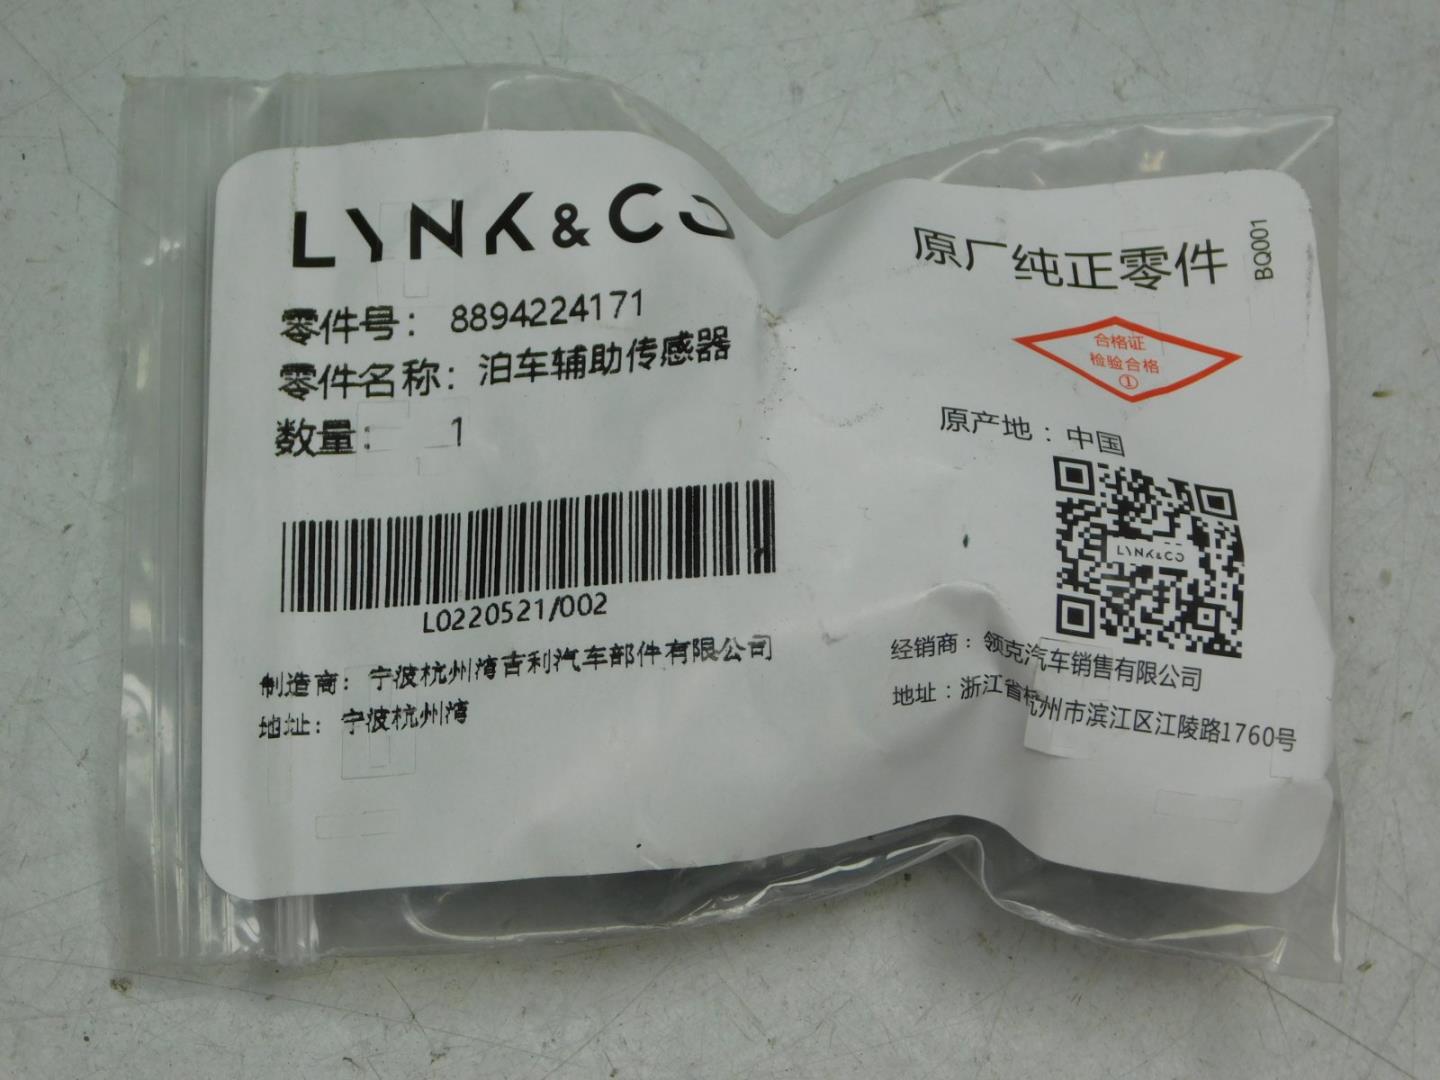 LYNK&CO
零件号： 8894224171
零件名称：泊车辅助传感器
数量： 1
L0220521/002
制造商：宁波杭州湾吉利汽车部件有限公司
地址：宁波杭州湾
原厂纯正零件
BQ001
合格证
检验合格
①
原产地：中国
LYNK&CO
经销商：领克汽车销售有限公司
地址：浙江省杭州市滨江区江陵路1760号